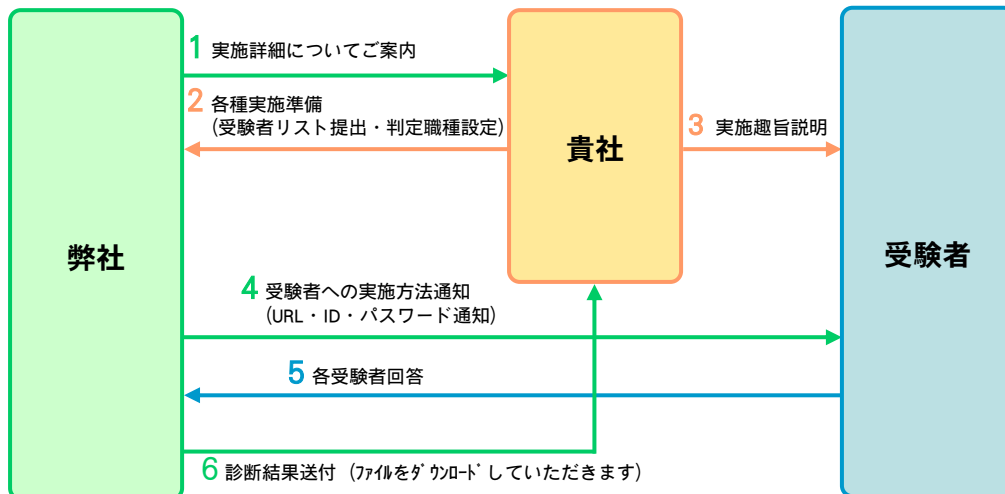 1 実施詳細についてご案内
2 各種実施準備
(受験者リスト提出・判定職種設定)
3 実施趣旨説明
貴社
弊社
受験者
4 受験者への実施方法通知
(URL・ID・パスワード通知)
5 各受験者回答
6 診断結果送付 (ﾌｧｲﾙをﾀﾞｳﾝﾛｰﾄﾞしていただきます)